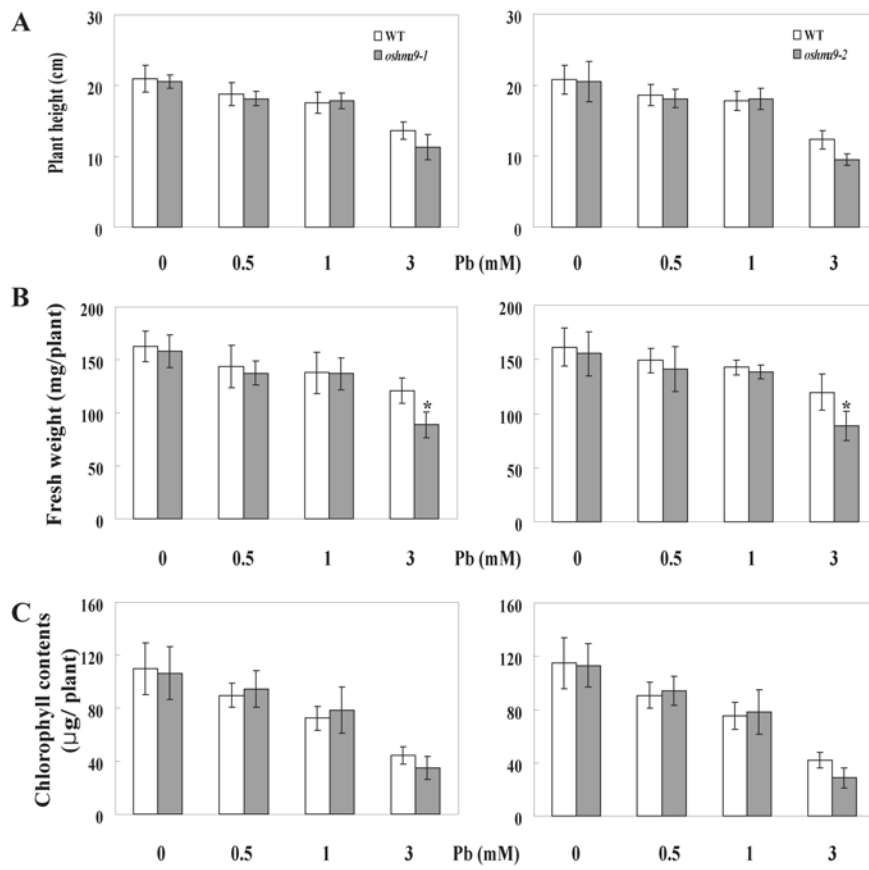 A
Plant height (cm)
30
20
10
0
WT
oshma9-1
0 0.5 1 3 Pb (mM)
30
20
10
0
WT
oshma9-2
0 0.5 1 3
B
Fresh weight (mg/plant)
200
150
100
50
0
*
0 0.5 1 3 Pb (mM)
200
150
100
50
0
*
0 0.5 1 3
C
Chlorophyll contents
(μg/ plant)
160
120
80
40
0
0 0.5 1 3 Pb (mM)
160
120
80
40
0
0 0.5 1 3